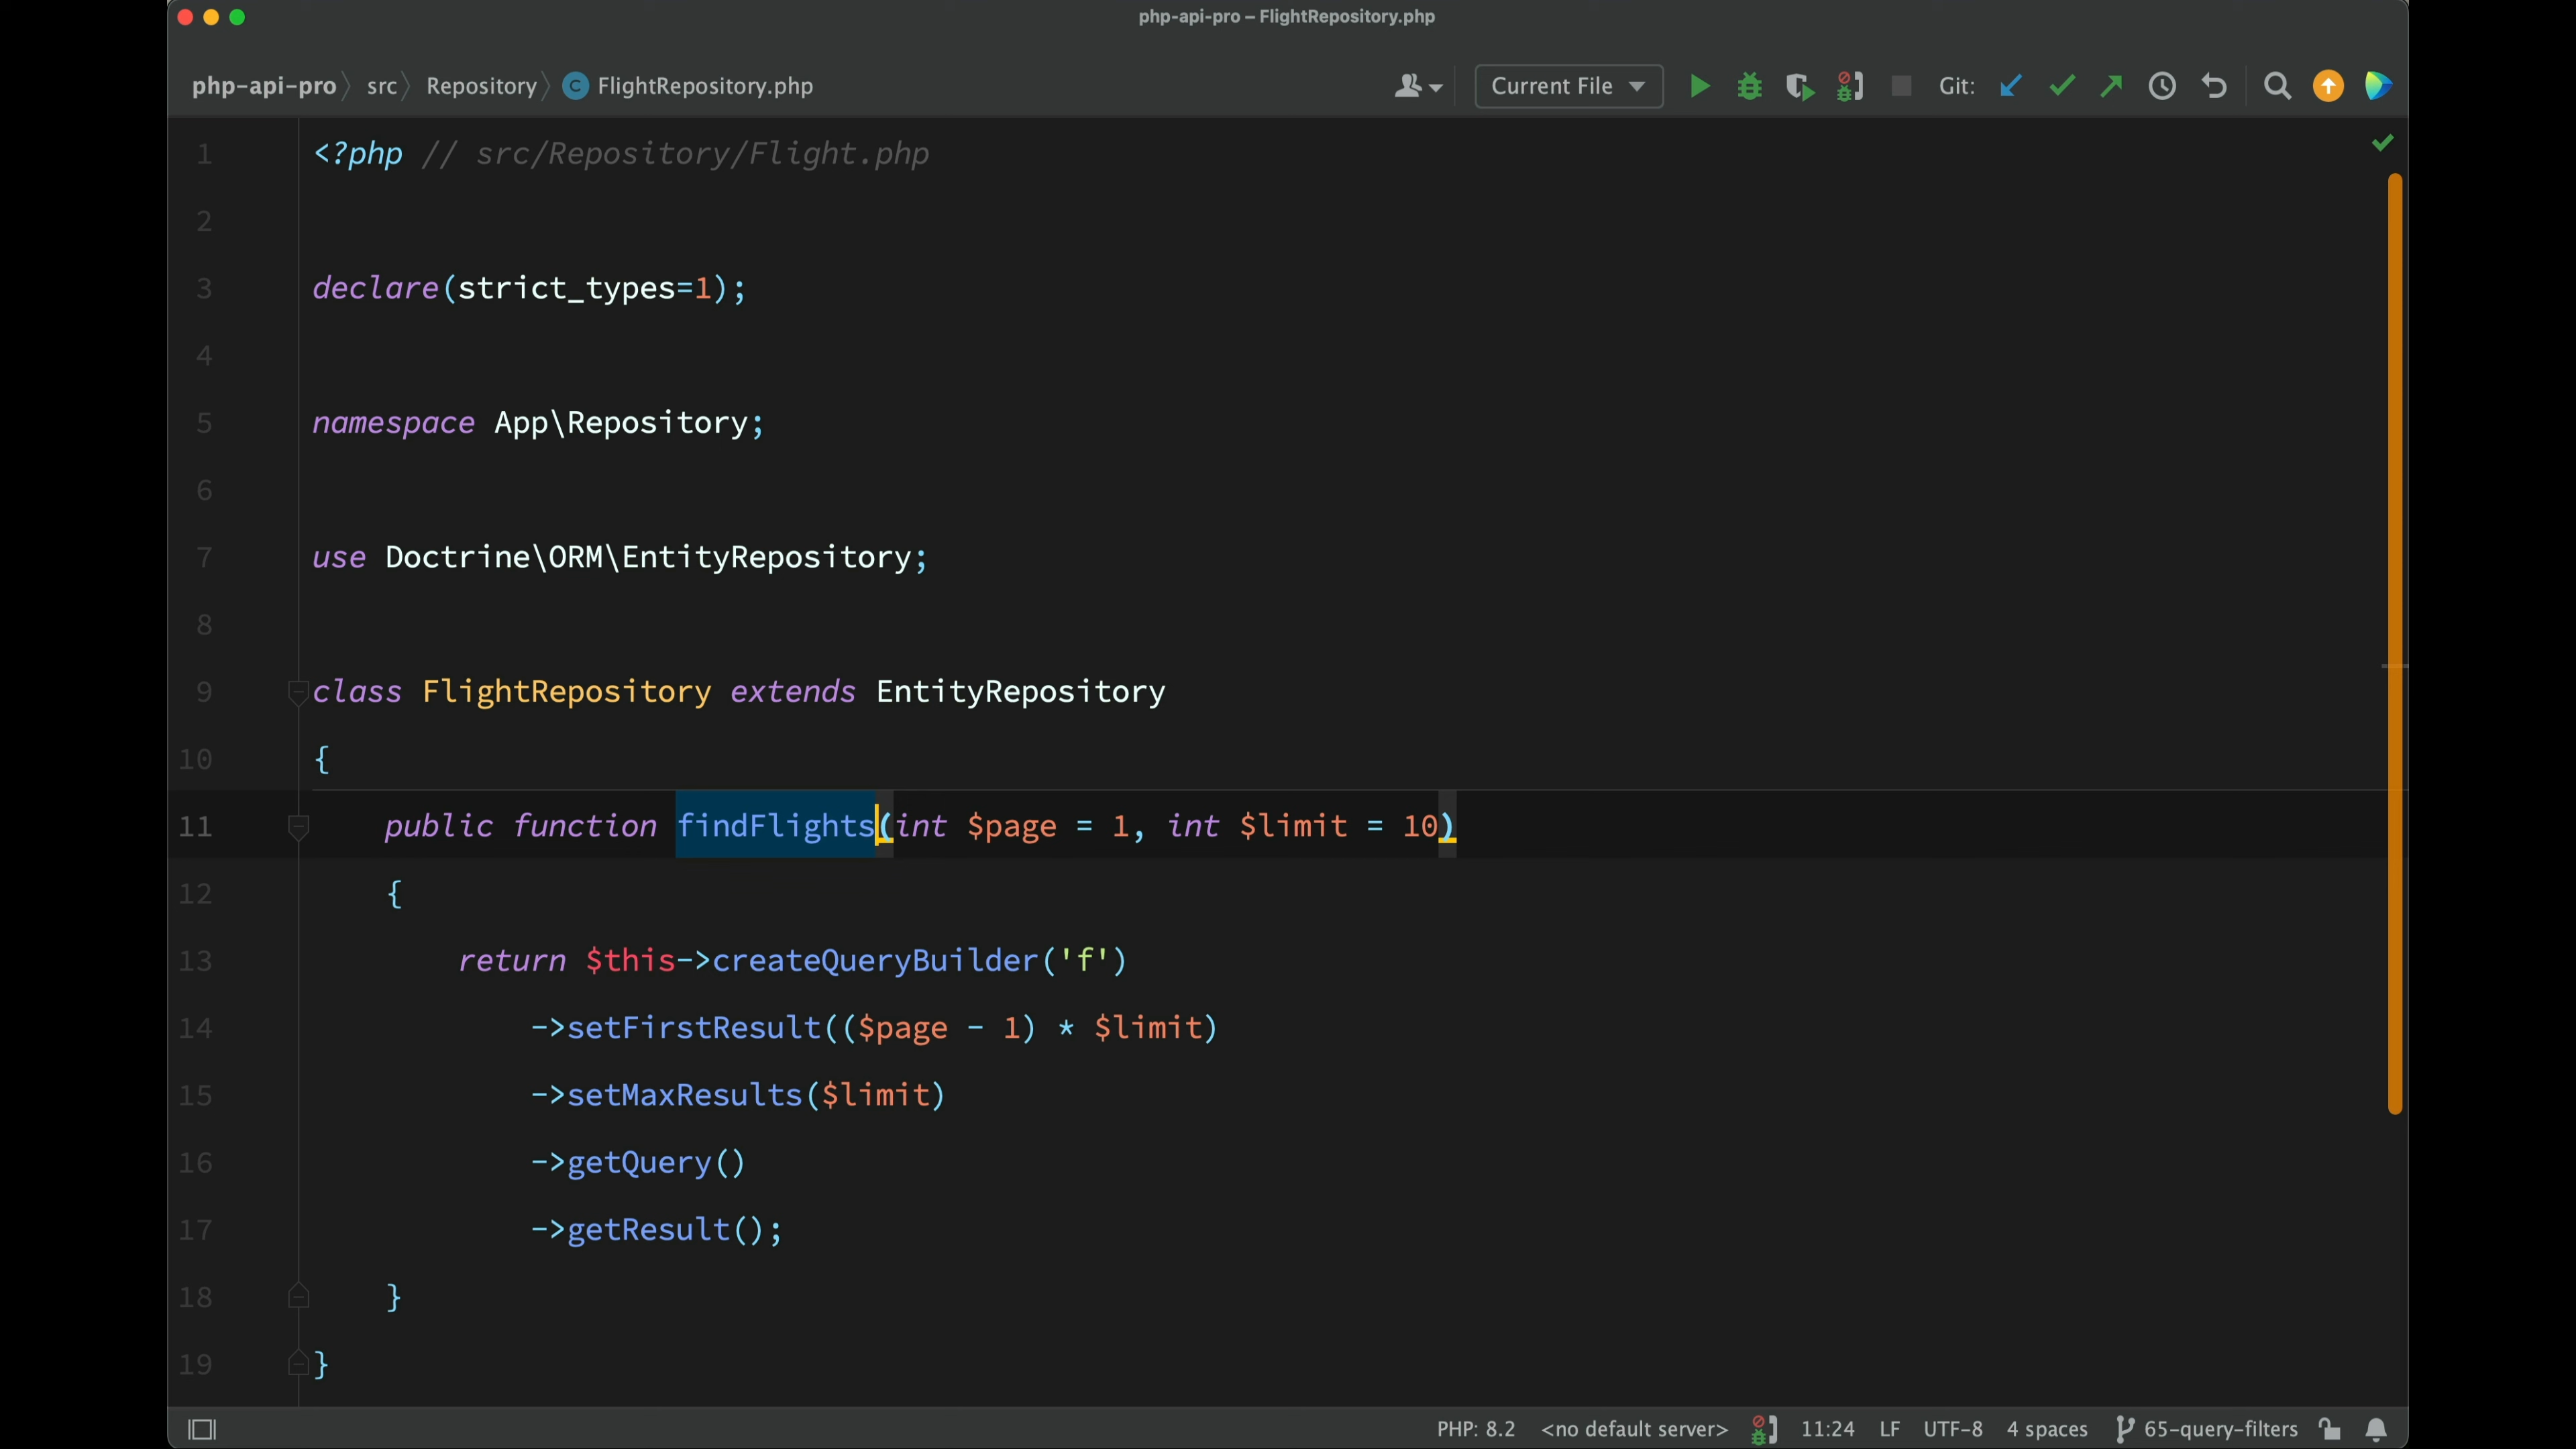 php-api-pro – FlightRepository.php
php-api-pro src Repository C FlightRepository.php Current File Git:
1 <?php // src/Repository/Flight.php
2
3 declare(strict_types=1);
4
5 namespace App\Repository;
6
7 use Doctrine\ORM\EntityRepository;
8
9 class FlightRepository extends EntityRepository
10 {
11 public function findFlights(int $page = 1, int $limit = 10)
12 {
13 return $this->createQueryBuilder('f')
14 ->setFirstResult(($page - 1) * $limit)
15 ->setMaxResults($limit)
16 ->getQuery()
17 ->getResult();
18 }
19 }
PHP: 8.2 <no default server> 11:24 LF UTF-8 4 spaces 65-query-filters